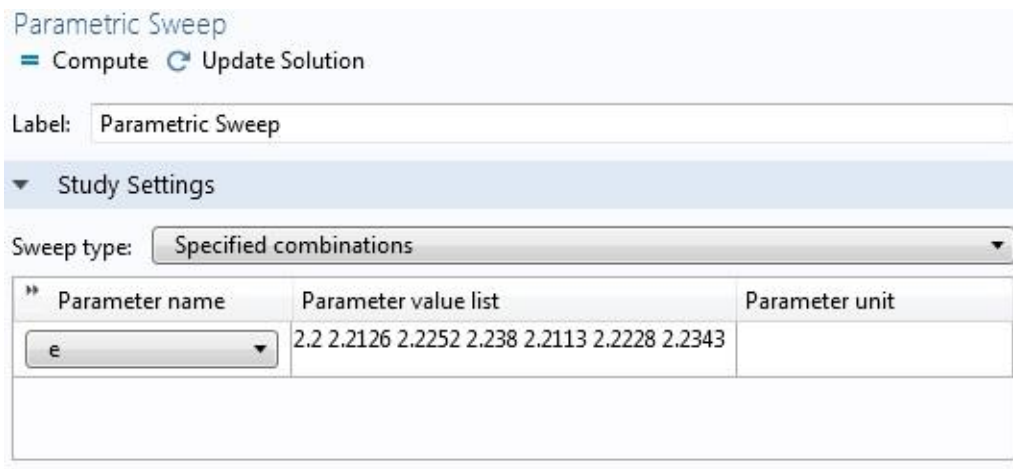 Parametric Sweep
= Compute Update Solution
Label: Parametric Sweep
Study Settings
Sweep type: Specified combinations
Parameter name Parameter value list Parameter unit
e 2.2 2.2126 2.2252 2.238 2.2113 2.2228 2.2343